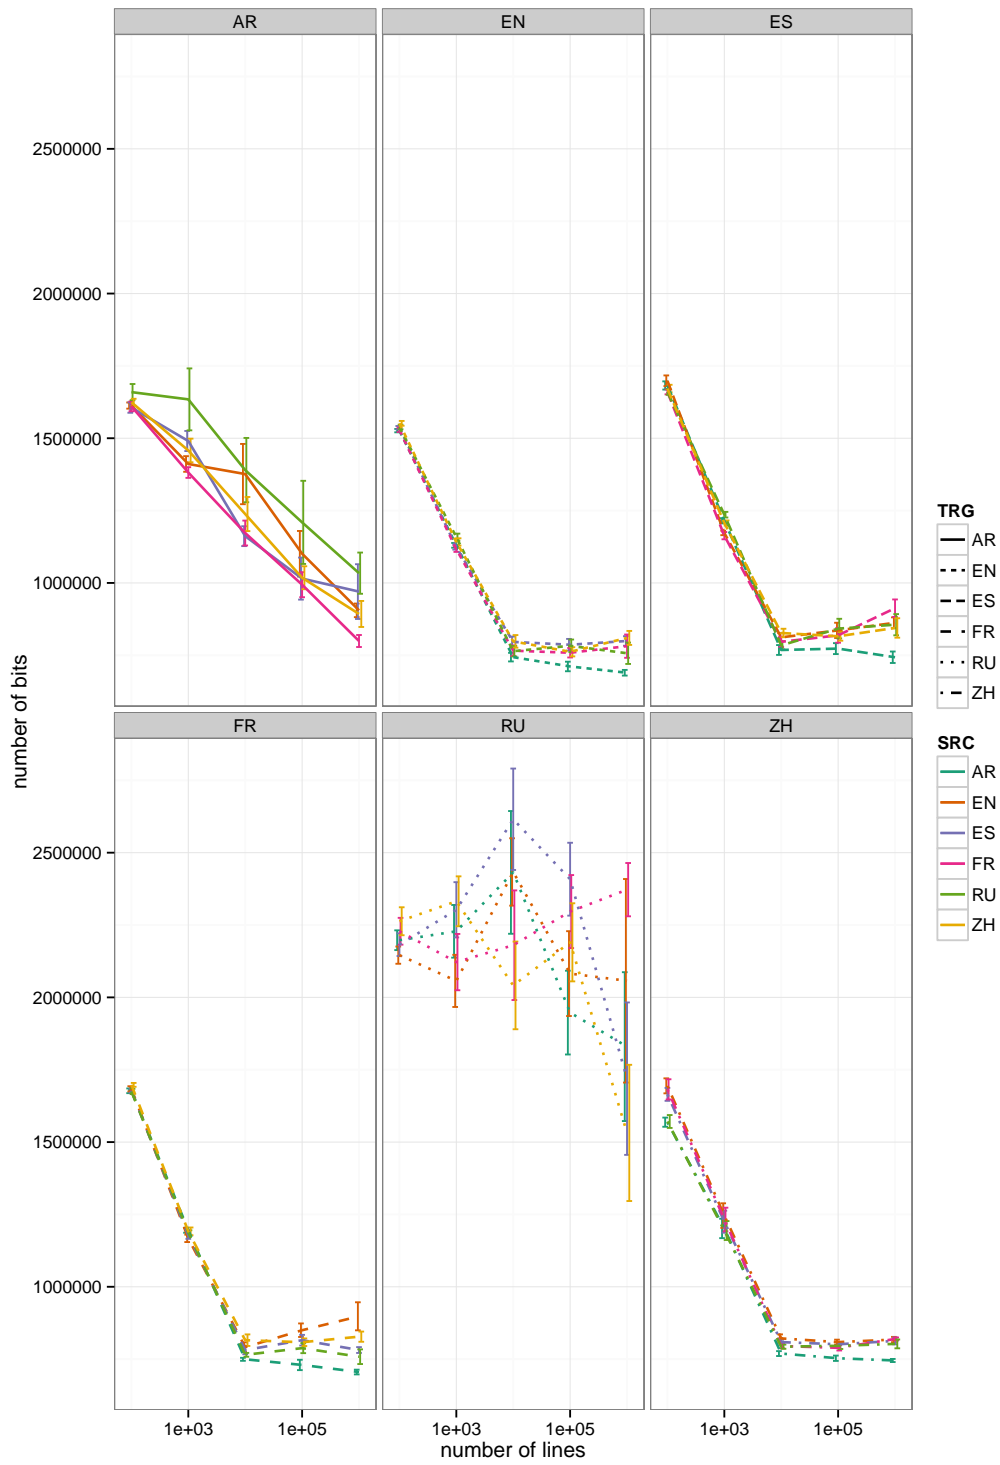 AR
EN
ES
2500000
2000000
1500000
1000000
number of bits
FR
RU
ZH
2500000
2000000
1500000
1000000
1e+03
1e+05
1e+03
1e+05
1e+03
1e+05
number of lines
TRG
AR
EN
ES
FR
RU
ZH
SRC
AR
EN
ES
FR
RU
ZH